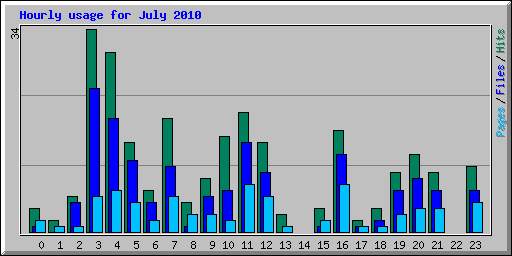 Hourly usage for July 2010
34
Pages / Files / Hits
0 1 2 3 4 5 6 7 8 9 10 11 12 13 14 15 16 17 18 19 20 21 22 23